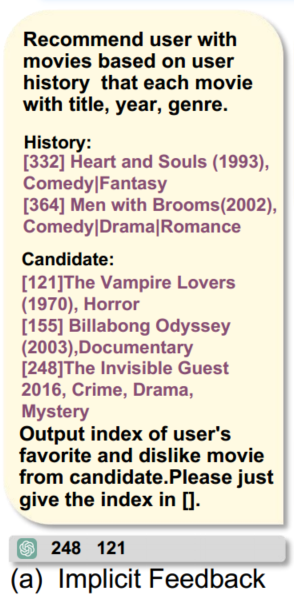 Recommend user with
movies based on user
history that each movie
with title, year, genre.
History:
[332] Heart and Souls (1993),
Comedy|Fantasy
[364] Men with Brooms(2002),
Comedy|Drama|Romance
Candidate:
[121]The Vampire Lovers
(1970), Horror
[155] Billabong Odyssey
(2003),Documentary
[248]The Invisible Guest
2016, Crime, Drama,
Mystery
Output index of user's
favorite and dislike movie
from candidate.Please just
give the index in [].
248 121
(a) Implicit Feedback